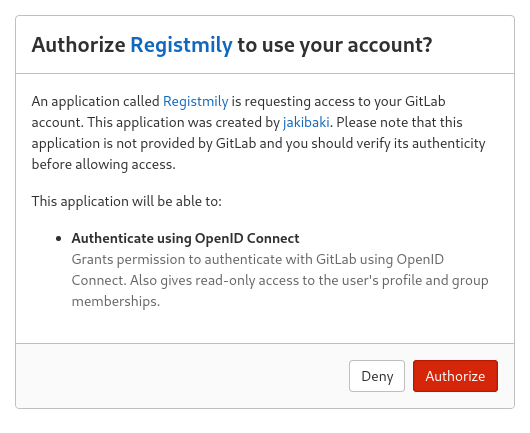 Authorize Registmily to use your account?
An application called Registmily is requesting access to your GitLab
account. This application was created by jakibaki. Please note that this
application is not provided by GitLab and you should verify its authenticity
before allowing access.
This application will be able to:
• Authenticate using OpenID Connect
Grants permission to authenticate with GitLab using OpenID
Connect. Also gives read-only access to the user's profile and group
memberships.
Deny Authorize